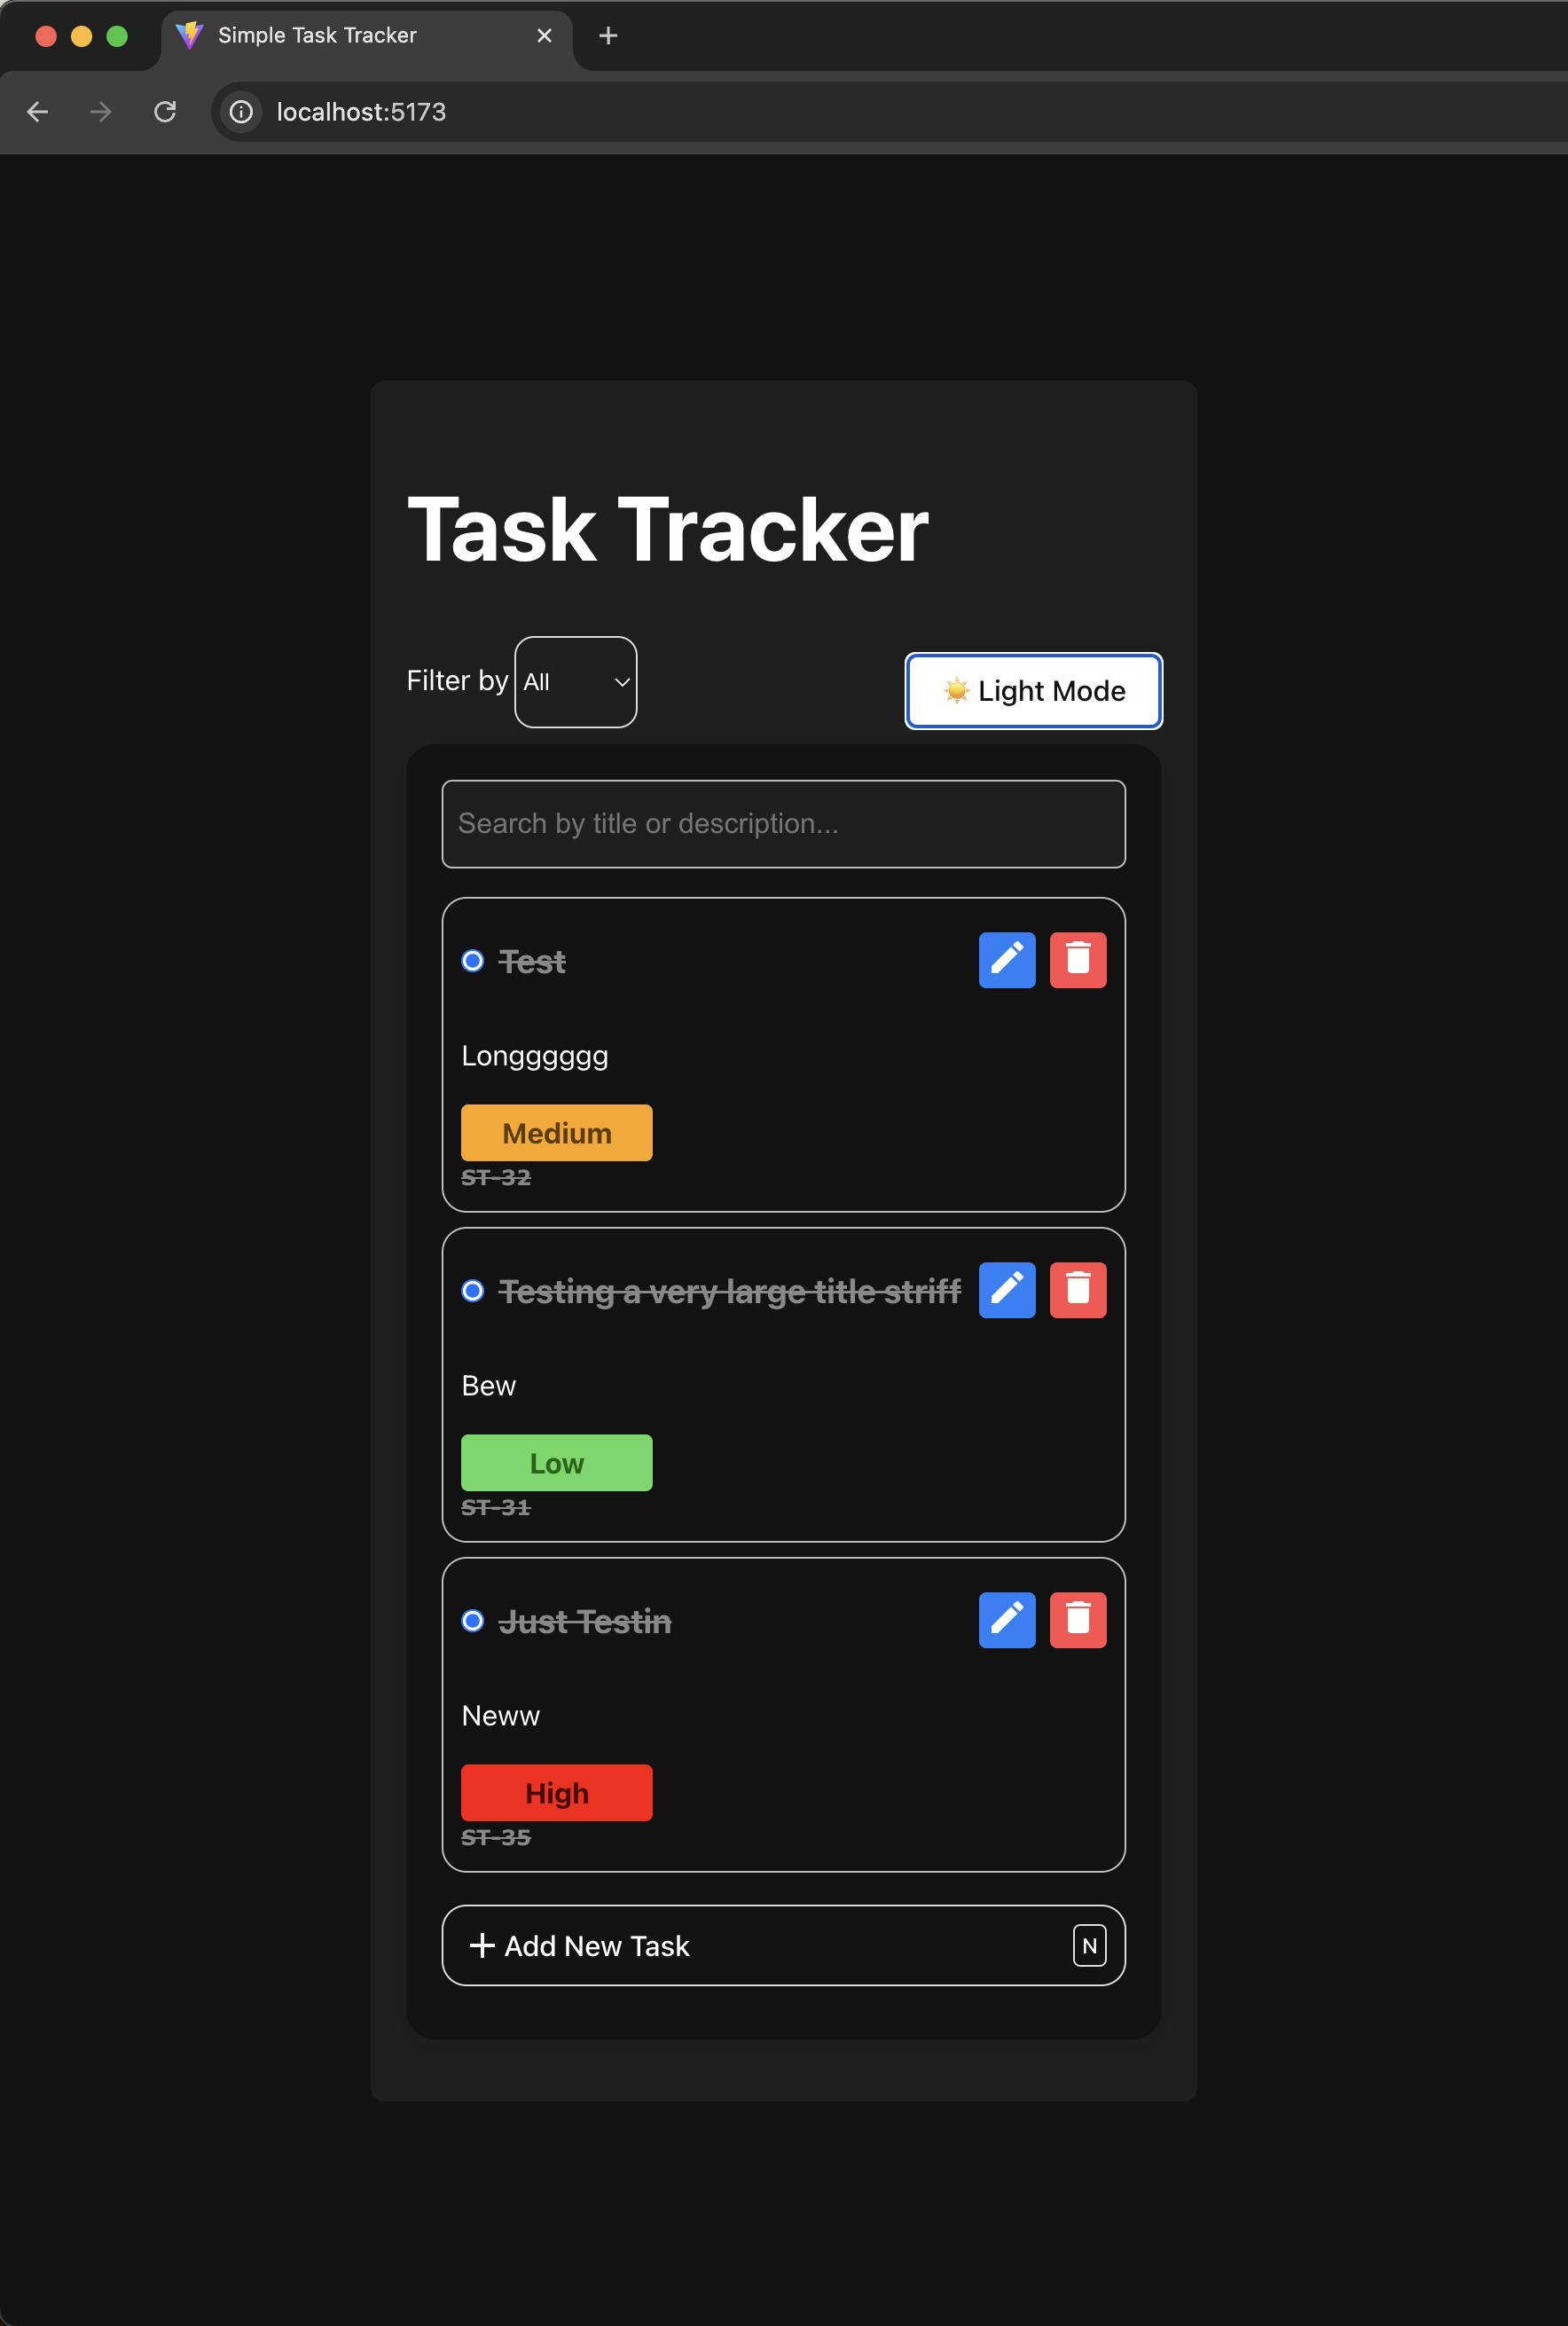 Simple Task Tracker
localhost:5173
Task Tracker
Filter by All
Light Mode
Search by title or description...
Test
Longgggggg
Medium
ST-32
Testing a very large title striff
Bew
Low
ST-31
Just Testin
Neww
High
ST-35
Add New Task N